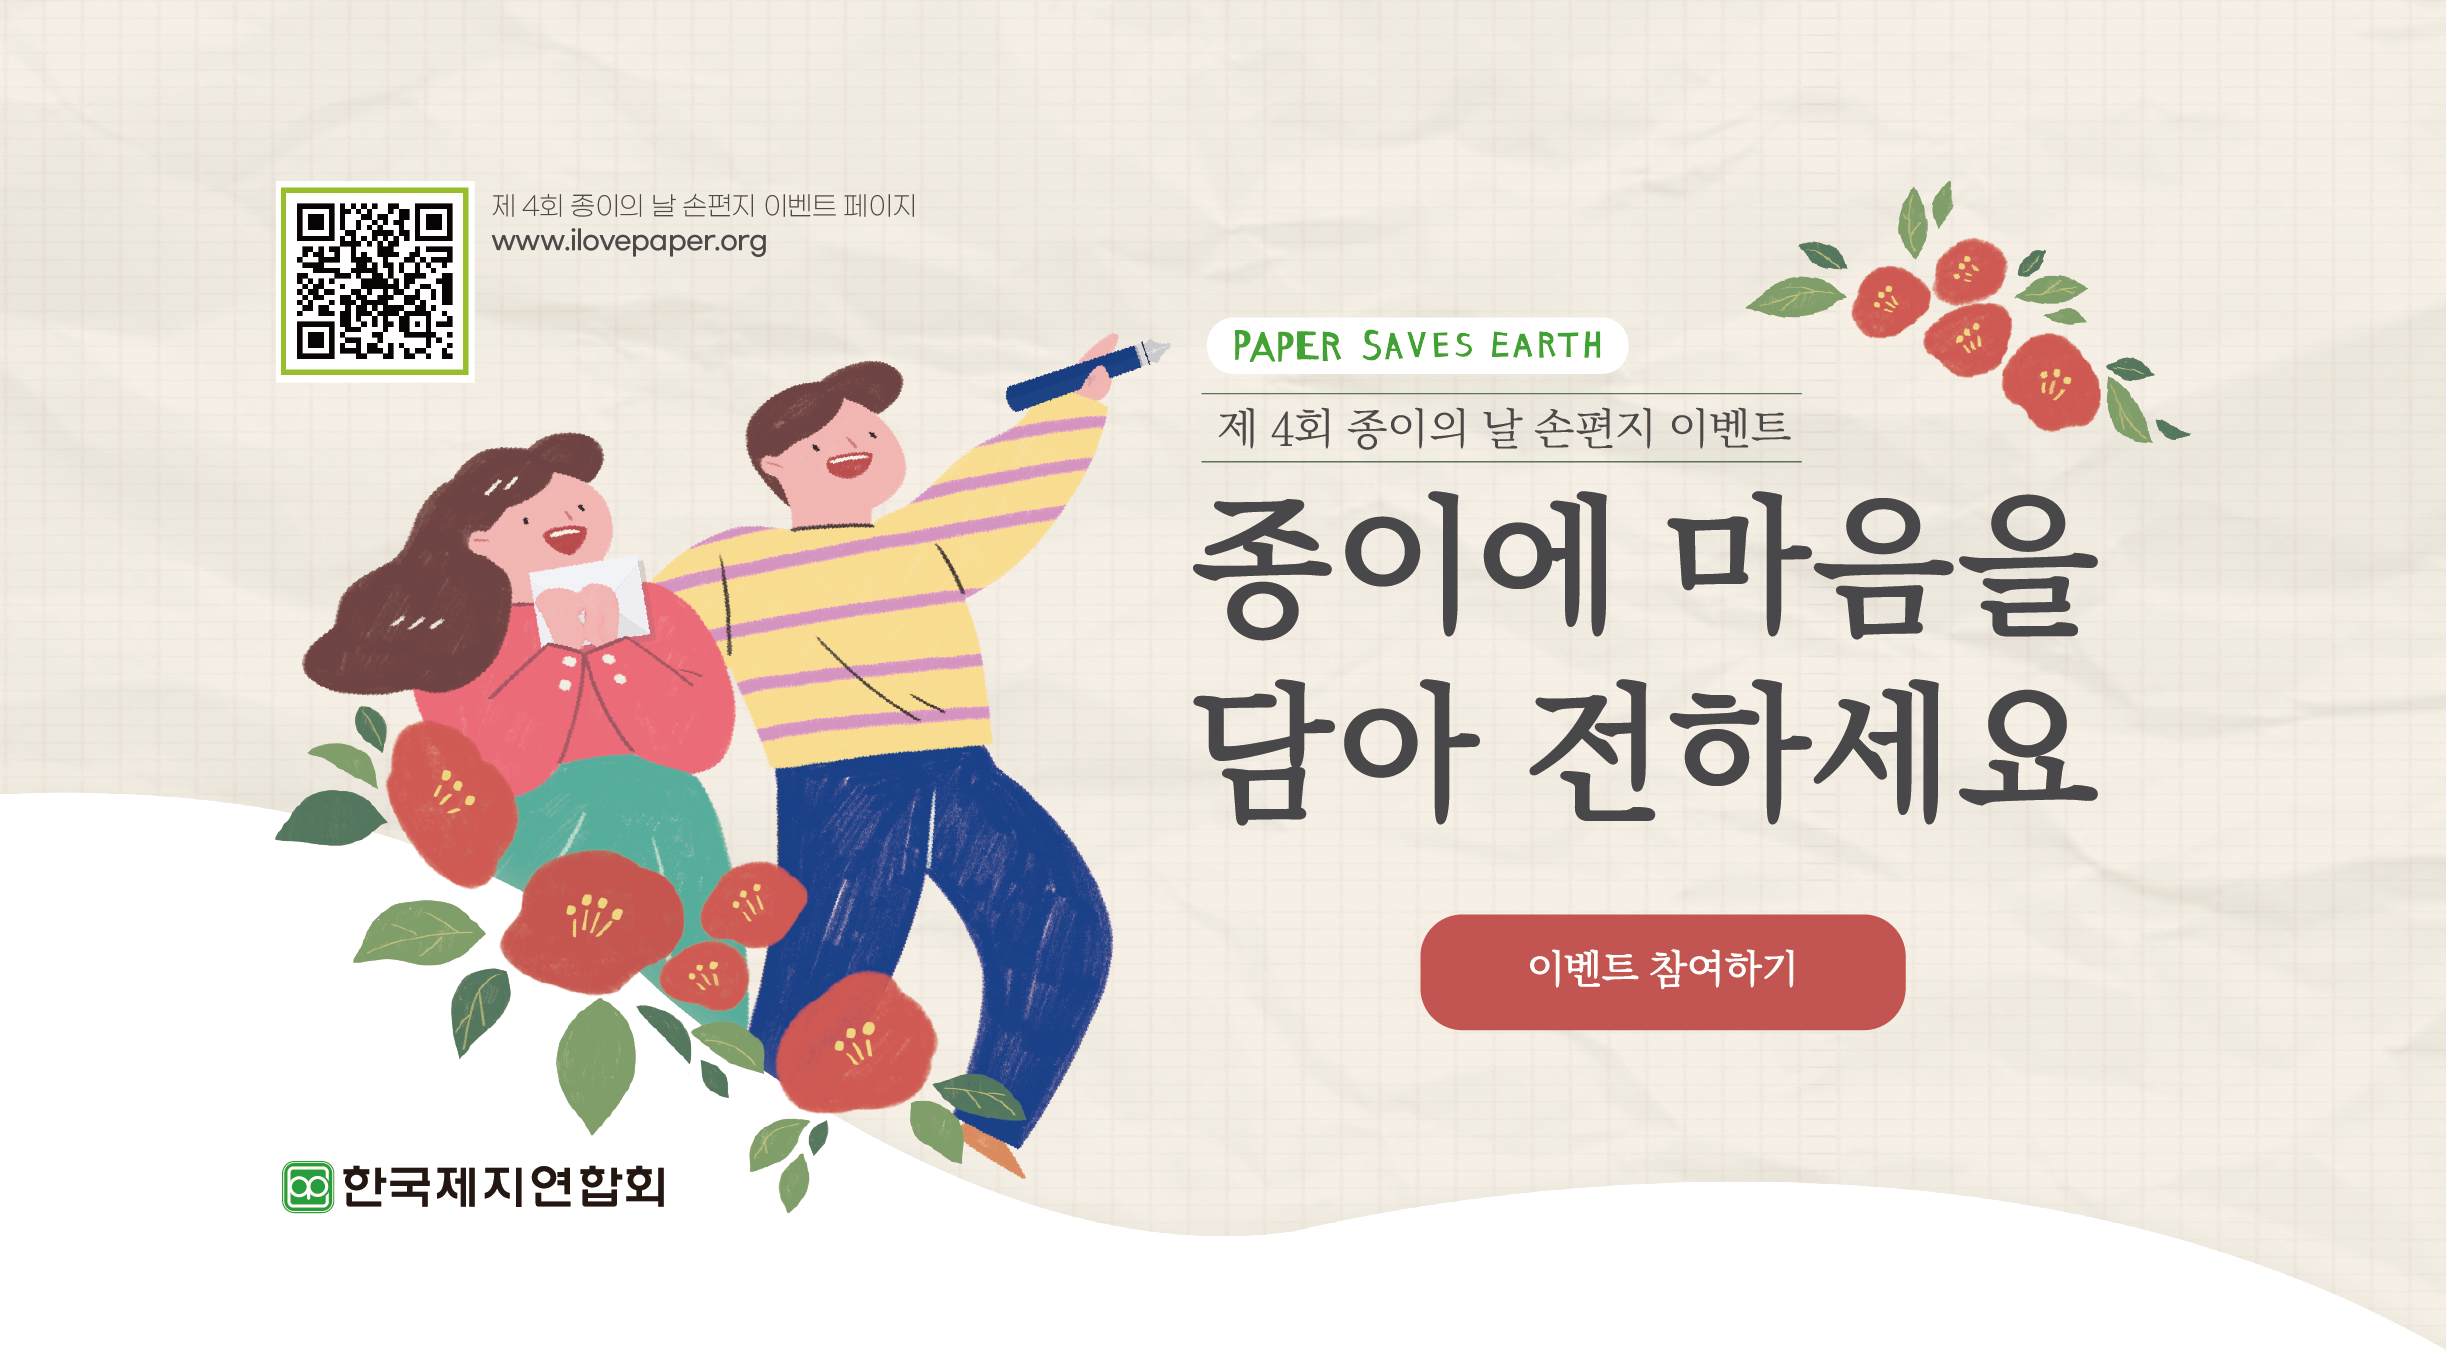 제 4회 종이의 날 손편지 이벤트 페이지
www.ilovepaper.org
PAPER SAVES EARTH
제 4회 종이의 날 손편지 이벤트
종이에 마음을
담아 전하세요
이벤트 참여하기
한국제지연합회